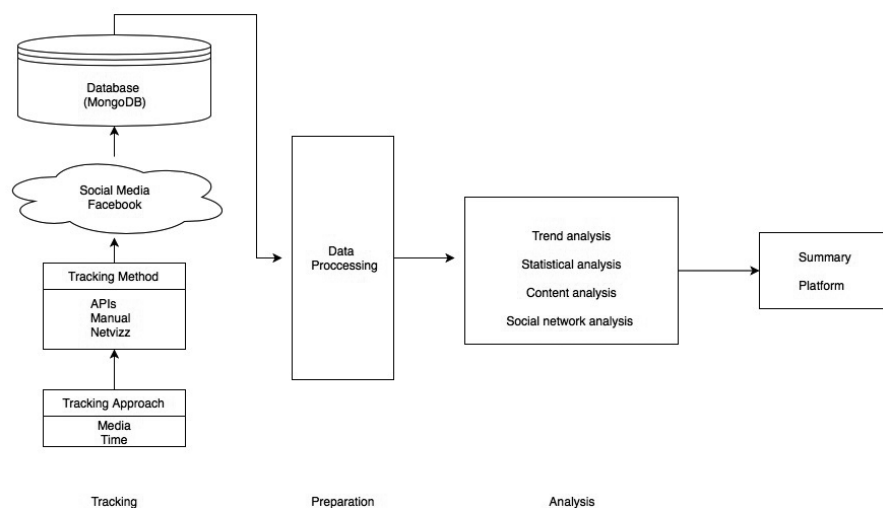 Database
(MongoDB)
Social Media
Facebook
Tracking Method
APIs
Manual
Netvizz
Tracking Approach
Media
Time
Data
Proccessing
Trend analysis
Statistical analysis
Content analysis
Social network analysis
Summary
Platform
Tracking
Preparation
Analysis